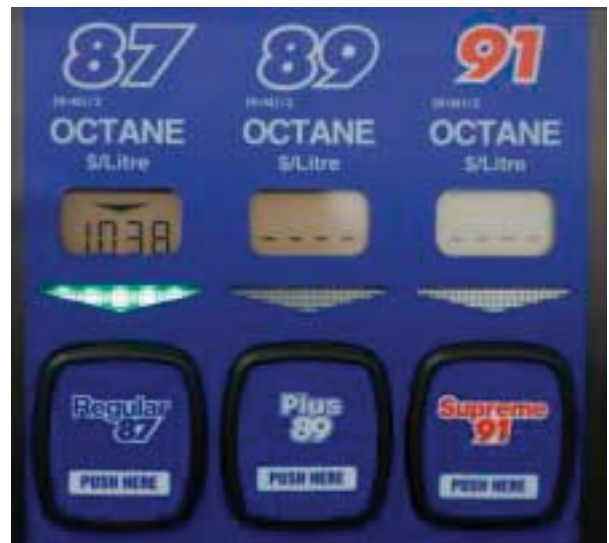 87 89 91
OCTANE OCTANE OCTANE
$/Litre $/Litre $/Litre
---- ----
Regular Plus Supreme
87 89 91
PUSH HERE PUSH HERE PUSH HERE